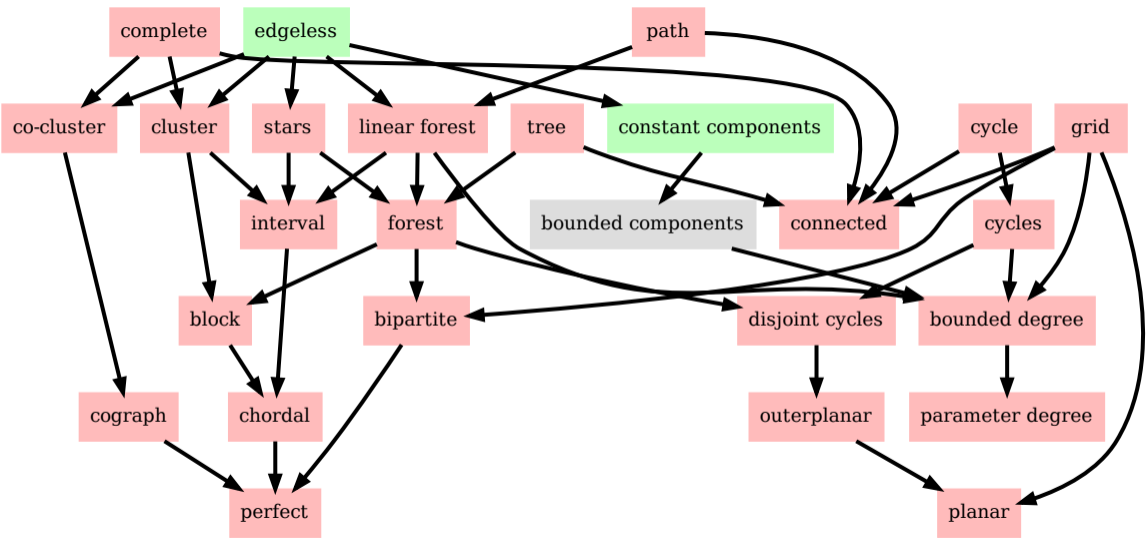 complete
edgeless
path
co-cluster
cluster
stars
linear forest
tree
constant components
cycle
grid
interval
forest
bounded components
connected
cycles
block
bipartite
disjoint cycles
bounded degree
cograph
chordal
outerplanar
parameter degree
perfect
planar